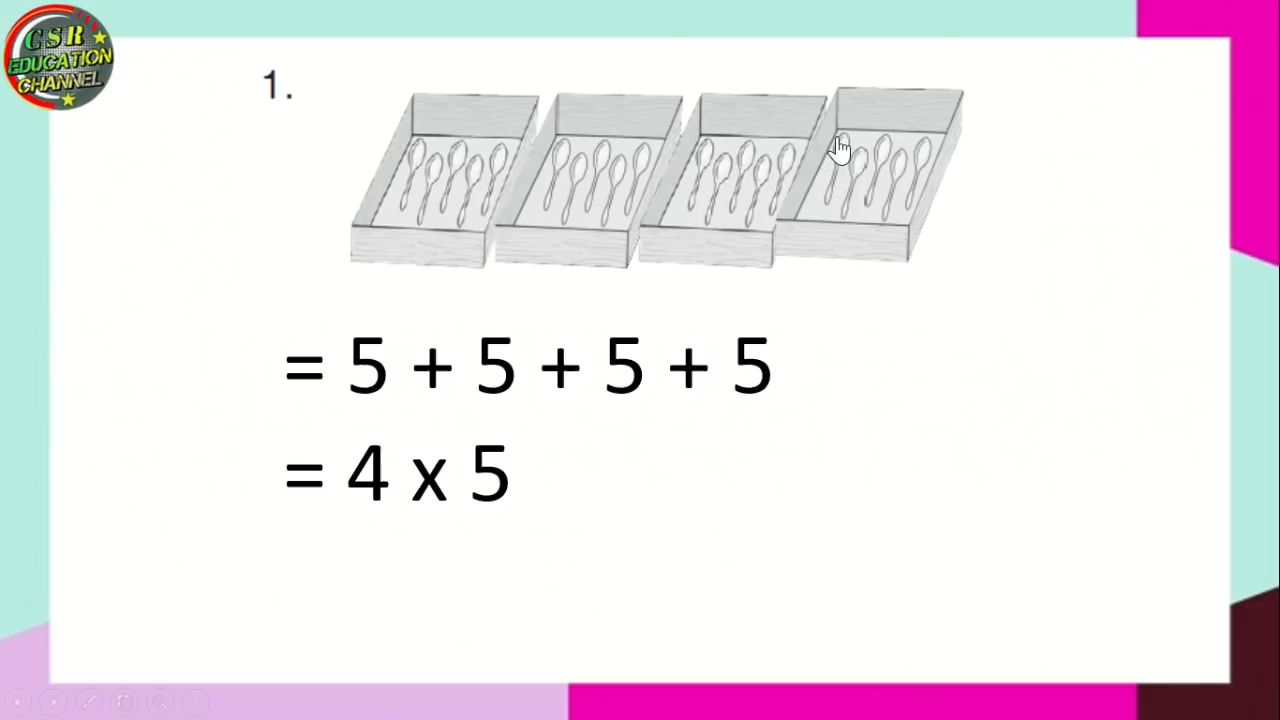 CSR
EDUCATION
CHANNEL
1.
= 5 + 5 + 5 + 5
= 4 x 5